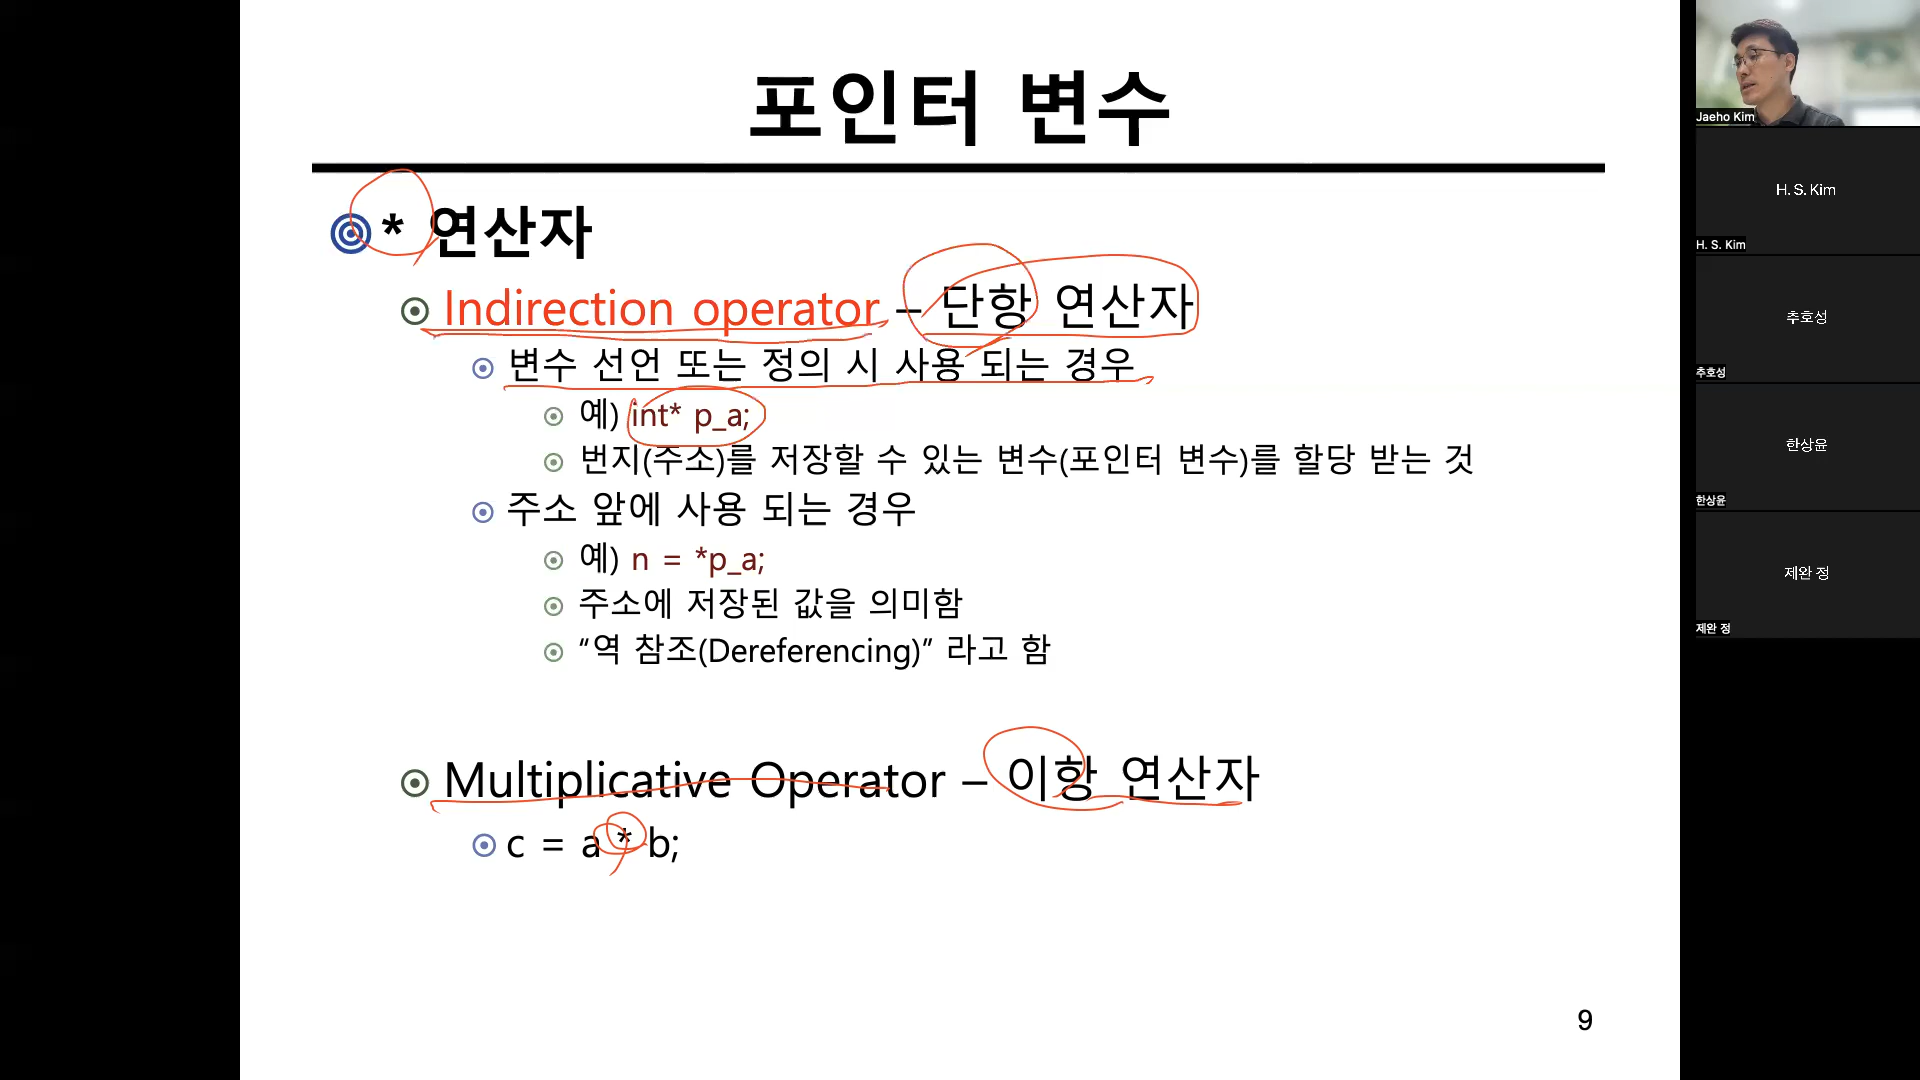 포인터 변수
* 연산자
Indirection operator – 단항 연산자
변수 선언 또는 정의 시 사용 되는 경우
예) int* p_a;
번지(주소)를 저장할 수 있는 변수(포인터 변수)를 할당 받는 것
주소 앞에 사용 되는 경우
예) n = *p_a;
주소에 저장된 값을 의미함
“역 참조(Dereferencing)” 라고 함
Multiplicative Operator – 이항 연산자
c = a * b;
9
Jaeho Kim
H. S. Kim
H. S. Kim
추호성
추호성
한상윤
한상윤
제완 정
제완 정